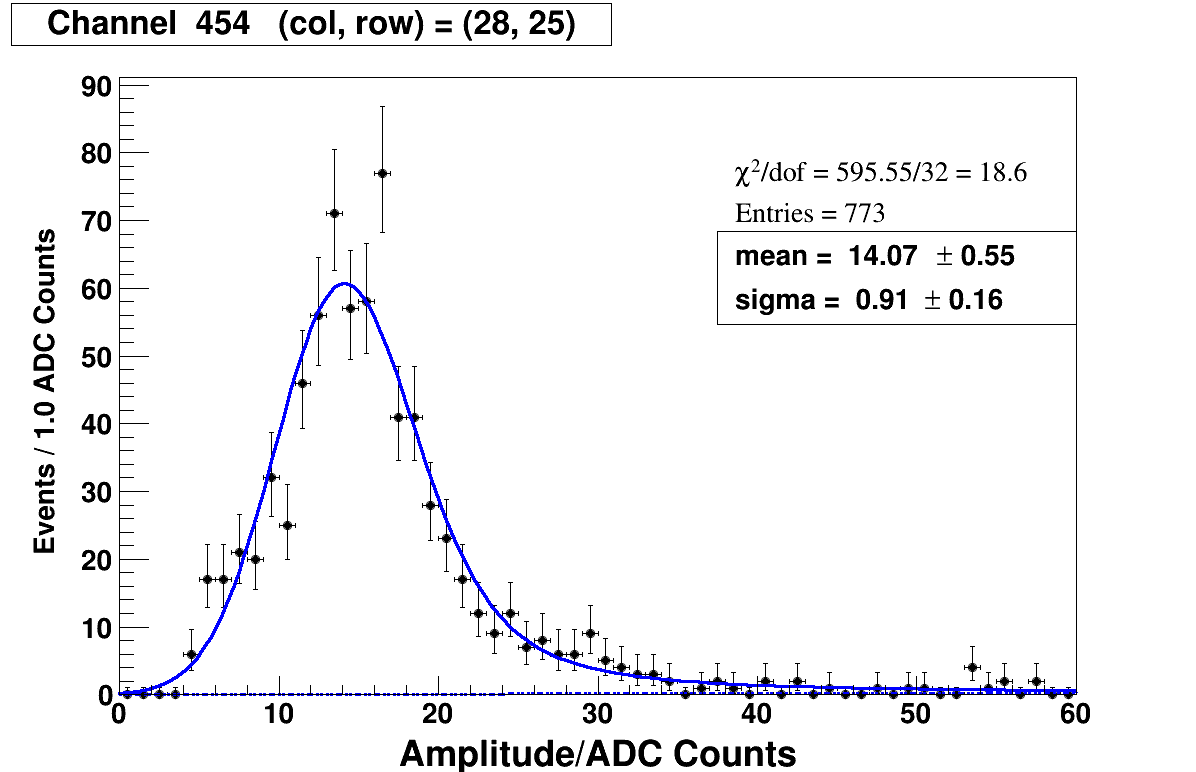 Channel 454 (col, row) = (28, 25)
90
80
70
60
50
40
30
20
10
0
Events / 1.0 ADC Counts
χ²/dof = 595.55/32 = 18.6
Entries = 773
mean = 14.07 ± 0.55
sigma = 0.91 ± 0.16
0 10 20 30 40 50 60
Amplitude/ADC Counts